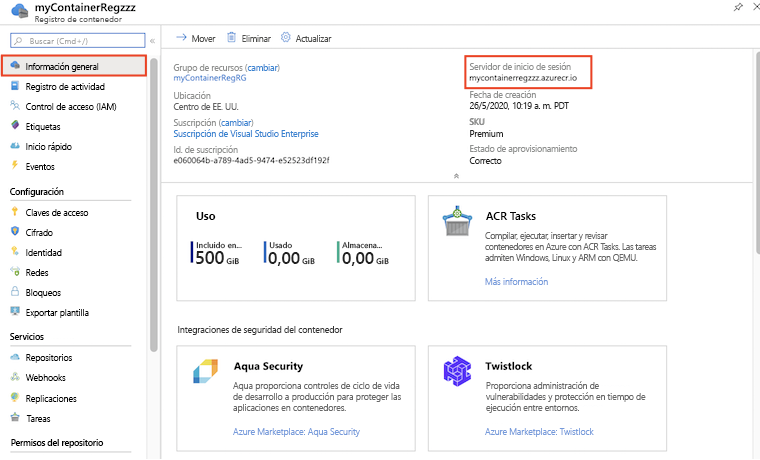 myContainerRegzzz
Registro de contenedor
Buscar (Cmd+/)
«
Información general
Registro de actividad
Control de acceso (IAM)
Etiquetas
Inicio rápido
Eventos
Configuración
Claves de acceso
Cifrado
Identidad
Redes
Bloqueos
Exportar plantilla
Servicios
Repositorios
Webhooks
Replicaciones
Tareas
Permisos del repositorio
Mover
Eliminar
Actualizar
Grupo de recursos (cambiar)
myContainerRegRG
Ubicación
Centro de EE. UU.
Suscripción (cambiar)
Suscripción de Visual Studio Enterprise
Id. de suscripción
e060064b-a789-4ad5-9474-e52523df192f
Servidor de inicio de sesión
mycontainerregzzz.azurecr.io
Fecha de creación
26/5/2020, 10:19 a. m. PDT
SKU
Premium
Estado de aprovisionamiento
Correcto
Uso
Incluido en...
500 GiB
Usado
0,00 GiB
Almacena...
0,00 GiB
ACR Tasks
Compilar, ejecutar, insertar y revisar
contenedores en Azure con ACR Tasks. Las tareas
admiten Windows, Linux y ARM con QEMU.
Más información
Integraciones de seguridad del contenedor
Aqua Security
Aqua proporciona controles de ciclo de vida
de desarrollo a producción para proteger las
aplicaciones en contenedores.
Azure Marketplace: Aqua Security
Twistlock
Proporciona administración de
vulnerabilidades y protección en tiempo de
ejecución entre entornos.
Azure Marketplace: Twistlock